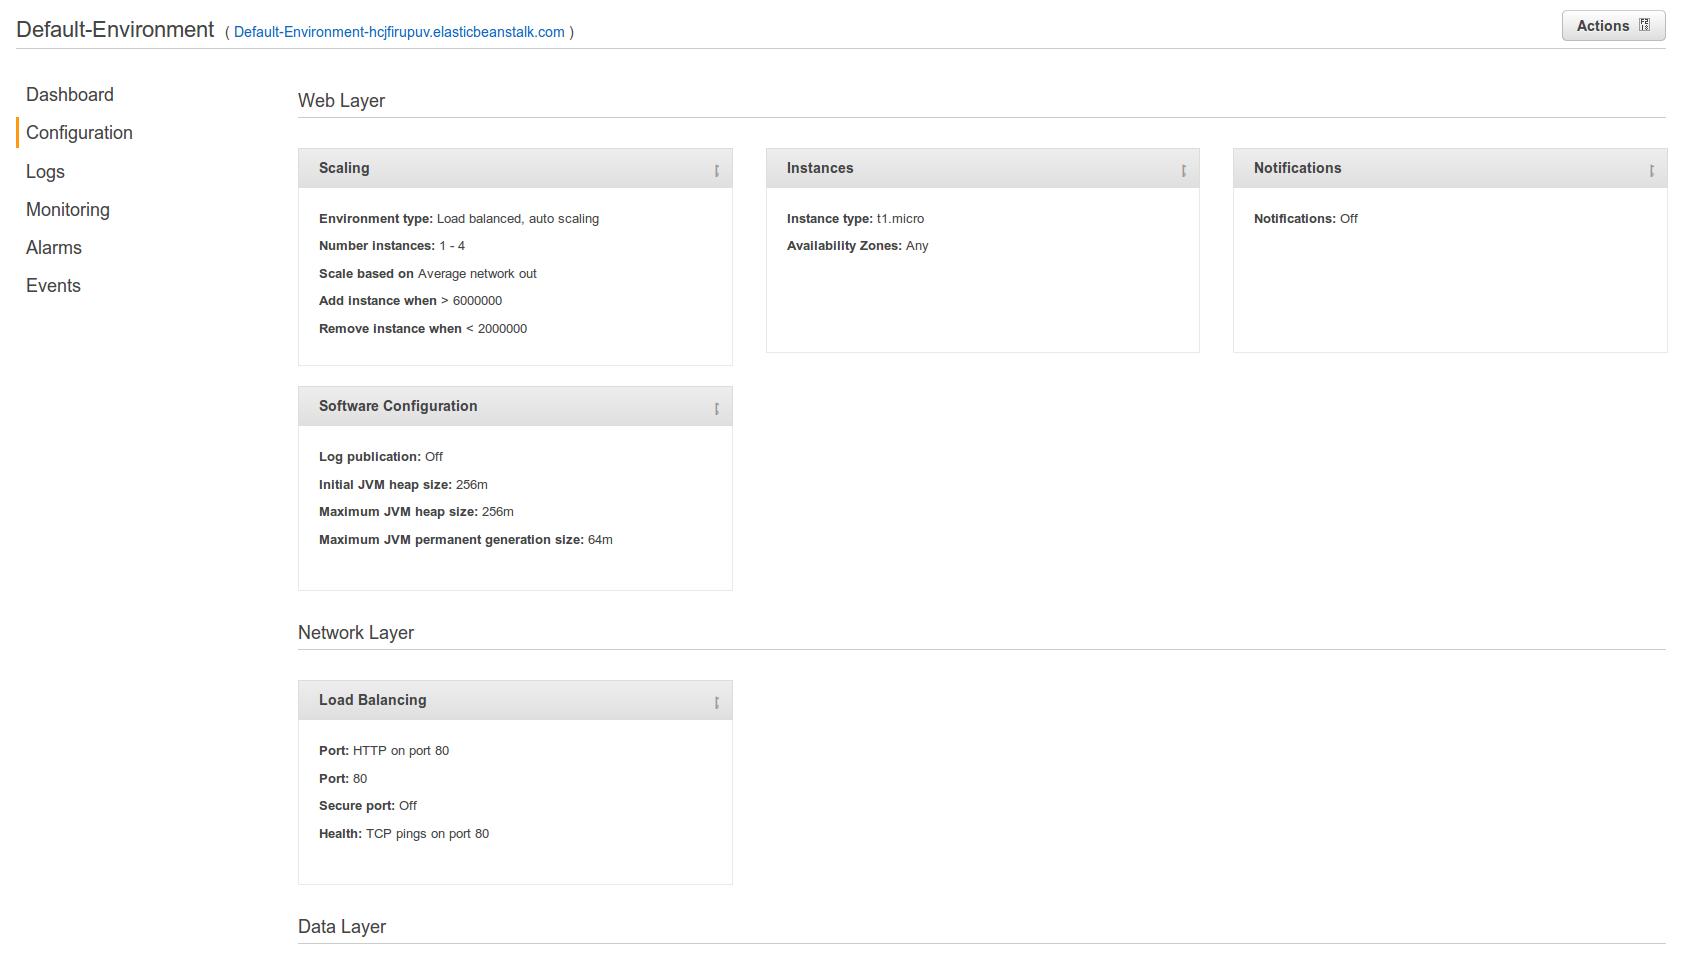 Default-Environment ( Default-Environment-hcjfirupuv.elasticbeanstalk.com )
Actions
Dashboard
Configuration
Logs
Monitoring
Alarms
Events
Web Layer
Scaling
Environment type: Load balanced, auto scaling
Number instances: 1 - 4
Scale based on Average network out
Add instance when > 6000000
Remove instance when < 2000000
Instances
Instance type: t1.micro
Availability Zones: Any
Notifications
Notifications: Off
Software Configuration
Log publication: Off
Initial JVM heap size: 256m
Maximum JVM heap size: 256m
Maximum JVM permanent generation size: 64m
Network Layer
Load Balancing
Port: HTTP on port 80
Port: 80
Secure port: Off
Health: TCP pings on port 80
Data Layer